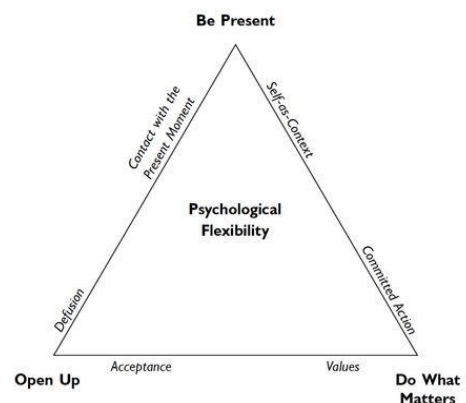 Be Present
Contact with the
Present Moment
Self-as-Context
Psychological
Flexibility
Defusion
Committed Action
Acceptance
Values
Open Up
Do What
Matters